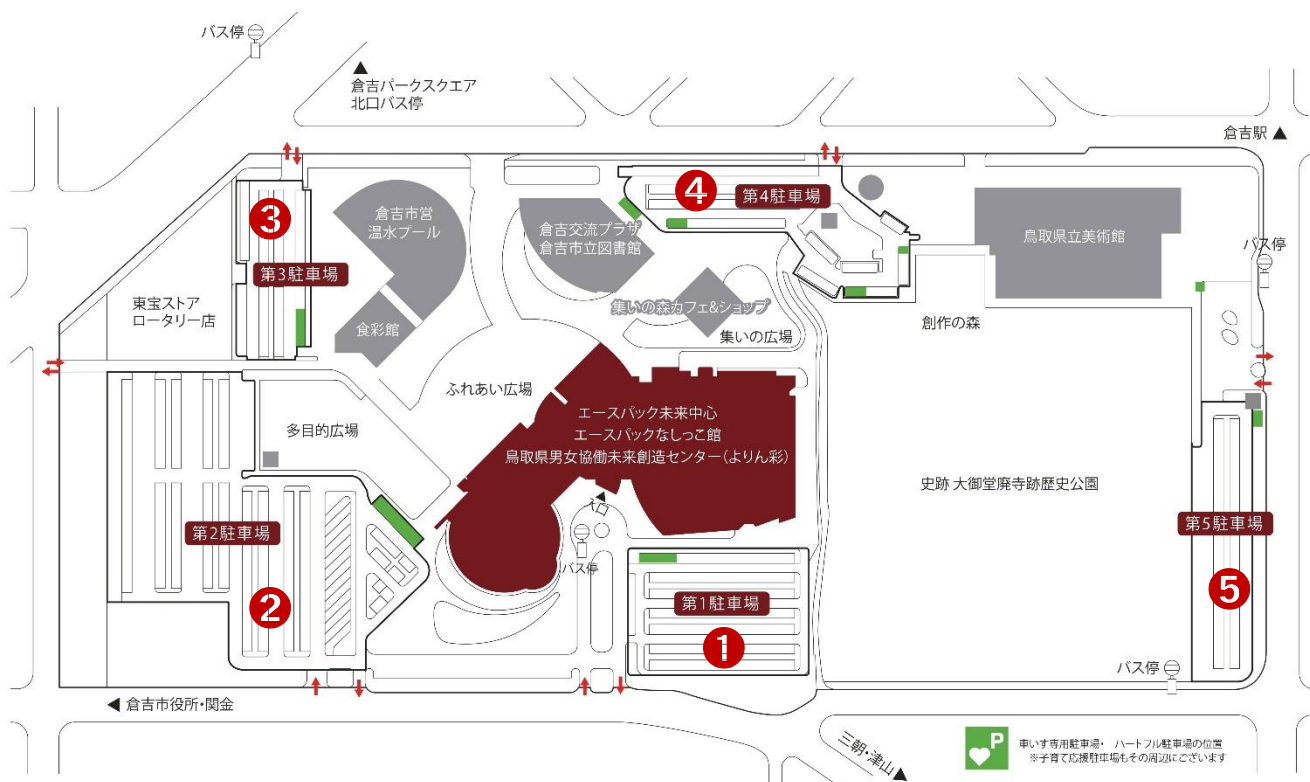 バス停
▲
倉吉パークスクエア
北口バス停
倉吉駅 ▲
3
第3駐車場
倉吉市営
温水プール
倉吉交流プラザ
倉吉市立図書館
4
第4駐車場
鳥取県立美術館
バス停
東宝ストア
ロータリー店
食彩館
集いの森カフェ&ショップ
集いの広場
創作の森
ふれあい広場
多目的広場
エースパック未来中心
エースパックなしっこ館
鳥取県男女協働未来創造センター(よりん彩)
史跡 大御堂廃寺跡歴史公園
▲入口
バス停
第2駐車場
2
第1駐車場
1
第5駐車場
5
バス停
◀ 倉吉市役所・関金
三朝・津山▲
P
車いす専用駐車場・ ハートフル駐車場の位置
※子育て応援駐車場もその周辺にございます